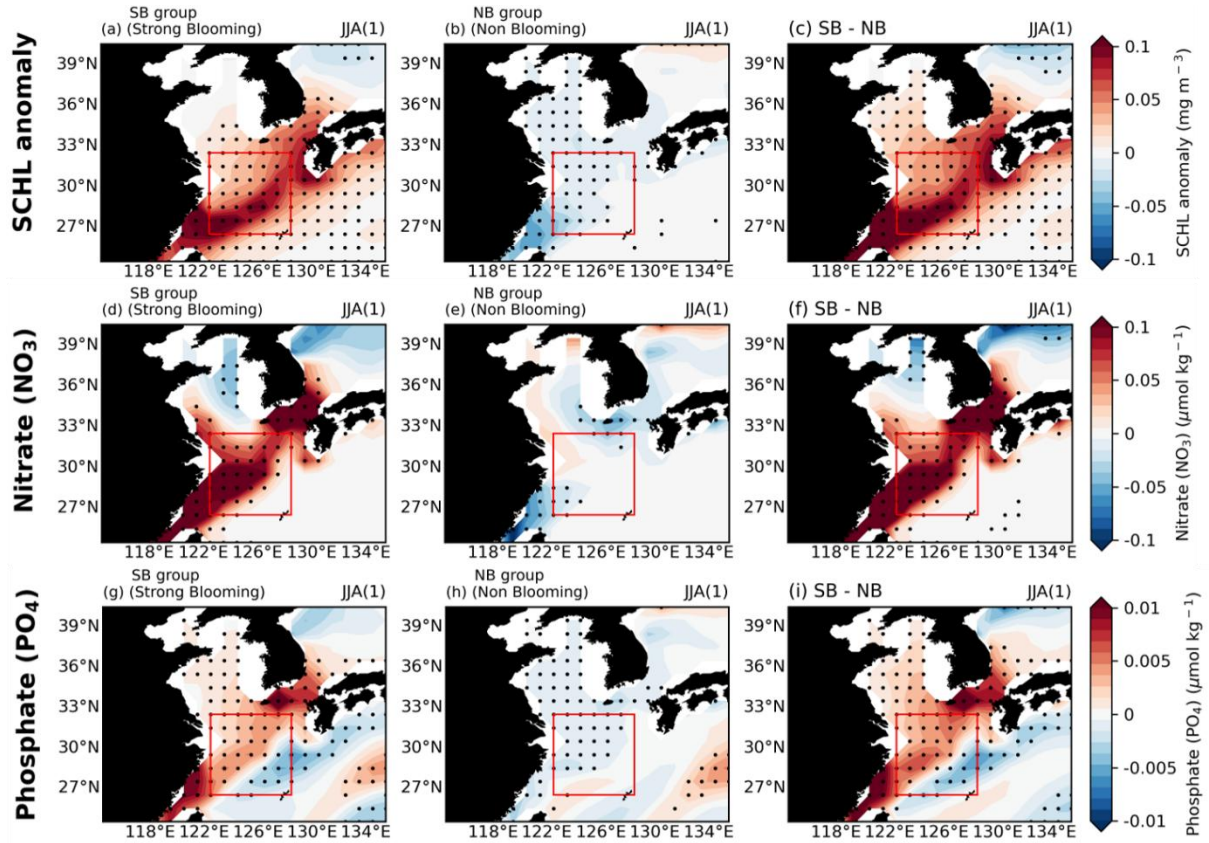 SCHL anomaly
SB group
(a) (Strong Blooming) JJA(1)
39°N
36°N
33°N
30°N
27°N
118°E 122°E 126°E 130°E 134°E
NB group
(b) (Non Blooming) JJA(1)
39°N
36°N
33°N
30°N
27°N
118°E 122°E 126°E 130°E 134°E
(c) SB - NB JJA(1)
39°N
36°N
33°N
30°N
27°N
118°E 122°E 126°E 130°E 134°E
0.1
0.05
0
-0.05
-0.1
SCHL anomaly (mg m⁻³)
Nitrate (NO₃)
SB group
(d) (Strong Blooming) JJA(1)
39°N
36°N
33°N
30°N
27°N
118°E 122°E 126°E 130°E 134°E
NB group
(e) (Non Blooming) JJA(1)
39°N
36°N
33°N
30°N
27°N
118°E 122°E 126°E 130°E 134°E
(f) SB - NB JJA(1)
39°N
36°N
33°N
30°N
27°N
118°E 122°E 126°E 130°E 134°E
0.1
0.05
0
-0.05
-0.1
Nitrate (NO₃) (μmol kg⁻¹)
Phosphate (PO₄)
SB group
(g) (Strong Blooming) JJA(1)
39°N
36°N
33°N
30°N
27°N
118°E 122°E 126°E 130°E 134°E
NB group
(h) (Non Blooming) JJA(1)
39°N
36°N
33°N
30°N
27°N
118°E 122°E 126°E 130°E 134°E
(i) SB - NB JJA(1)
39°N
36°N
33°N
30°N
27°N
118°E 122°E 126°E 130°E 134°E
0.01
0.005
0
-0.005
-0.01
Phosphate (PO₄) (μmol kg⁻¹)